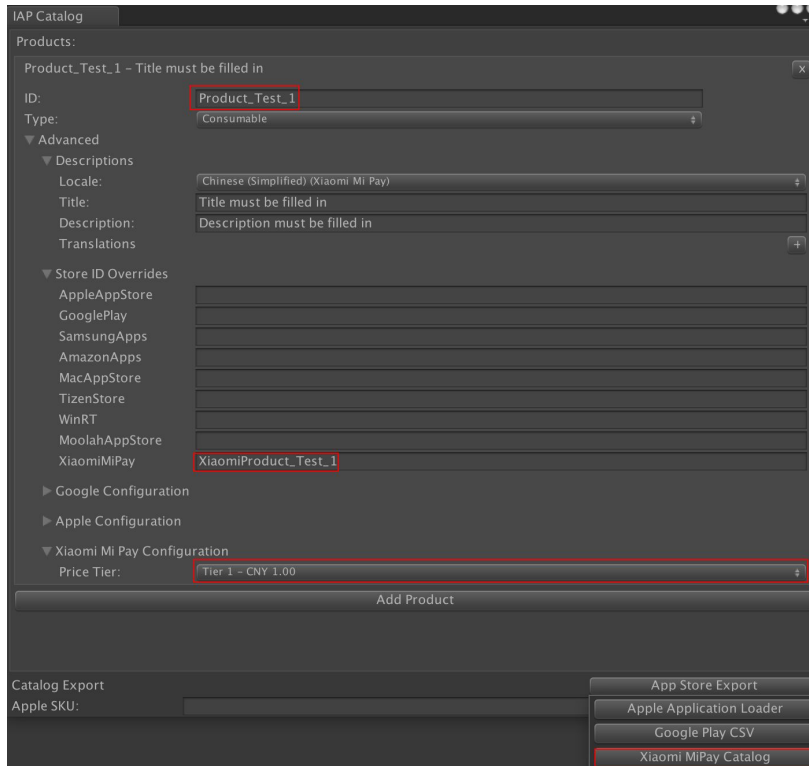 IAP Catalog
Products:
Product_Test_1 – Title must be filled in
x
ID: Product_Test_1
Type: Consumable
Advanced
Descriptions
Locale: Chinese (Simplified) (Xiaomi Mi Pay)
Title: Title must be filled in
Description: Description must be filled in
Translations +
Store ID Overrides
AppleAppStore
GooglePlay
SamsungApps
AmazonApps
MacAppStore
TizenStore
WinRT
MoolahAppStore
XiaomiMiPay XiaomiProduct_Test_1
Google Configuration
Apple Configuration
Xiaomi Mi Pay Configuration
Price Tier: Tier 1 – CNY 1.00
Add Product
Catalog Export App Store Export
Apple SKU: Apple Application Loader
Google Play CSV
Xiaomi MiPay Catalog